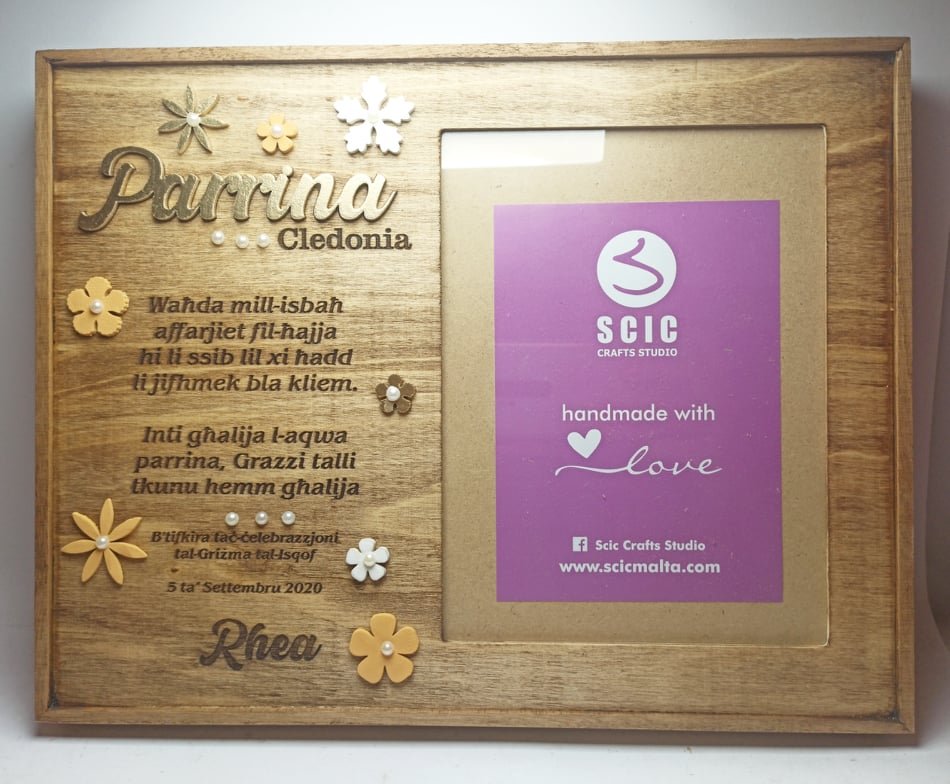 Parrina
Cledonia
Waħda mill-isbaħ
affarjiet fil-ħajja
hi li ssib lil xi ħadd
li jifhmek bla kliem.
Inti għalija l-aqwa
parrina, Grazzi talli
tkunu hemm għalija
B'tifkira taċ-ċelebrazzjoni
tal-Griżma tal-Isqof
5 ta' Settembru 2020
Rhea
SCIC
CRAFTS STUDIO
handmade with
love
Scic Crafts Studio
www.scicmalta.com